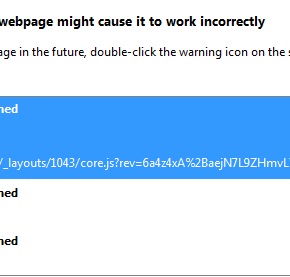 webpage might cause it to work incorrectly
age in the future, double-click the warning icon on the s
ned
/_layouts/1043/core.js?rev=6a4z4xA%2BaejN7L9ZHmvL
ned
ned